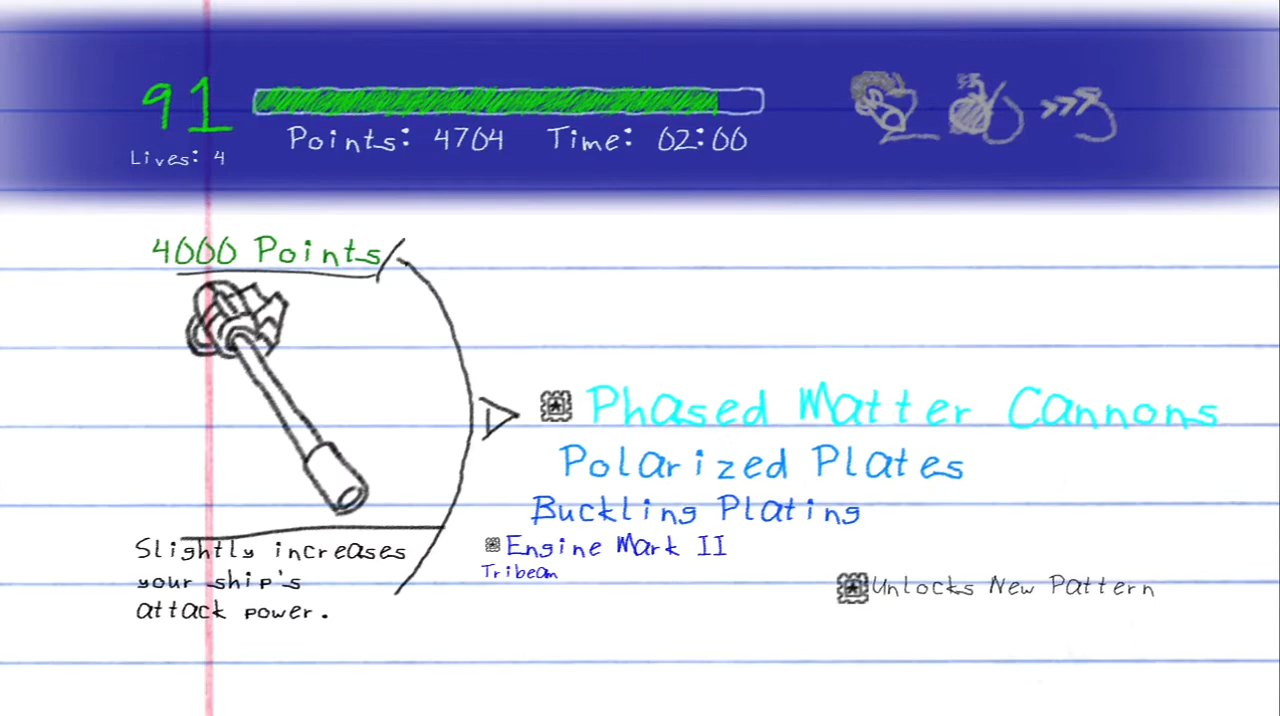 91
Lives: 4
Points: 4704 Time: 02:00
4000 Points
Phased Matter Cannons
Polarized Plates
Buckling Plating
Engine Mark II
Tribeam
Slightly increases
your ship's
attack power.
Unlocks New Pattern